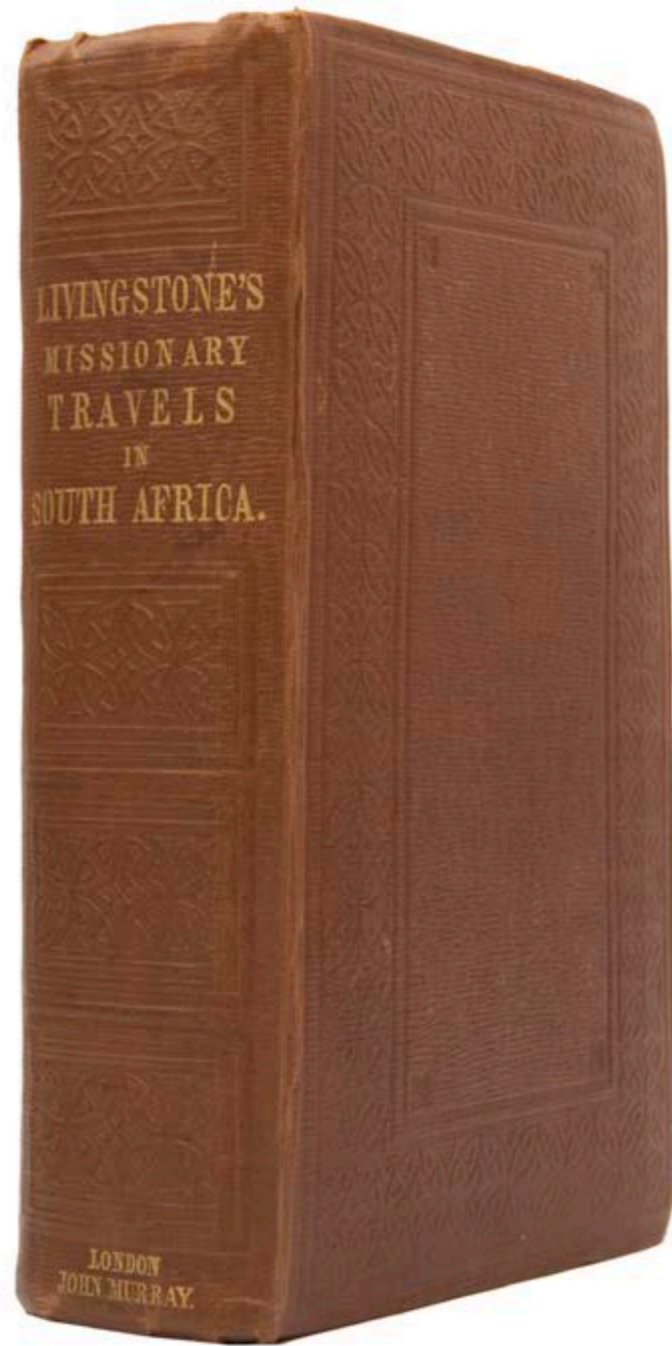 LIVINGSTONE'S
MISSIONARY
TRAVELS
IN
SOUTH AFRICA.
LONDON
JOHN MURRAY.